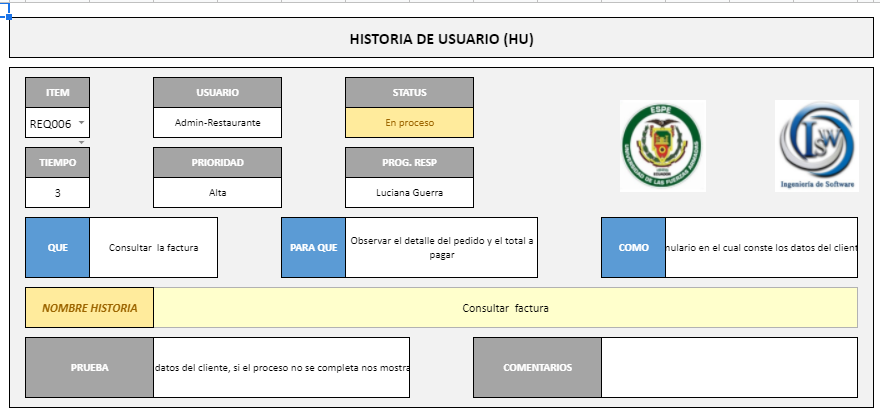 HISTORIA DE USUARIO (HU)
ITEM
USUARIO
STATUS
REQ006
Admin-Restaurante
En proceso
TIEMPO
PRIORIDAD
PROG. RESP
3
Alta
Luciana Guerra
ESPE
UNIVERSIDAD DE LAS FUERZAS ARMADAS
ECUADOR
ISW
Ingeniería de Software
QUE
Consultar la factura
PARA QUE
Observar el detalle del pedido y el total a
pagar
COMO
en el cual conste los datos del
NOMBRE HISTORIA
Consultar factura
PRUEBA
datos del cliente, si el proceso no se completa nos
COMENTARIOS